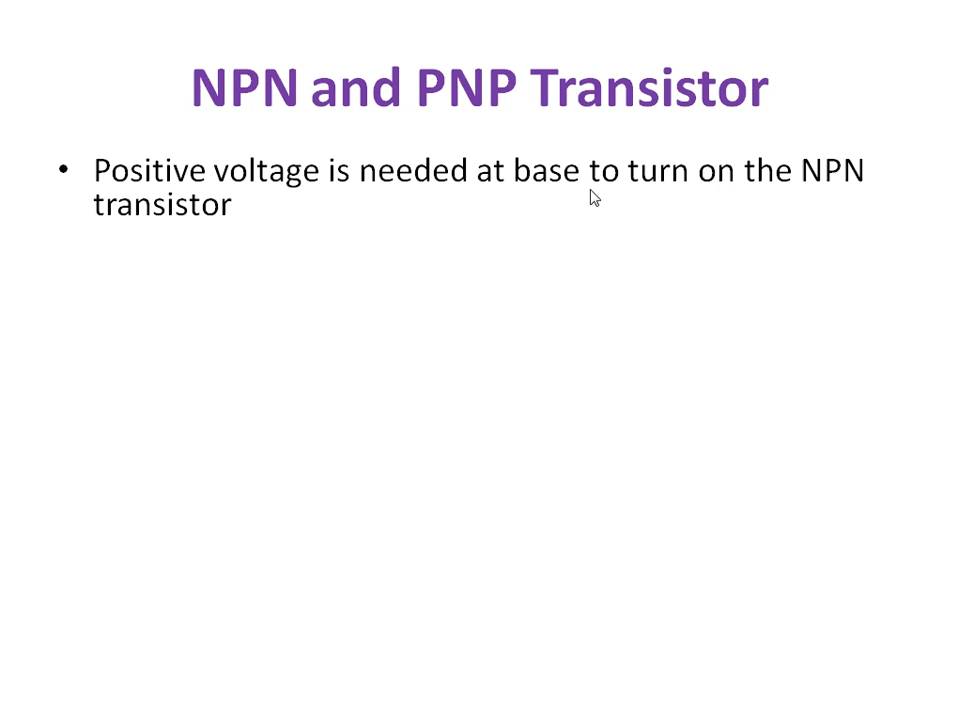 NPN and PNP Transistor
• Positive voltage is needed at base to turn on the NPN
transistor